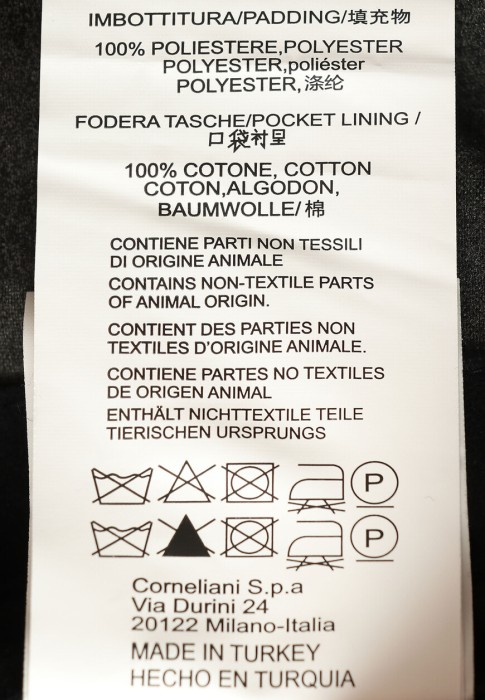 IMBOTTITURA/PADDING/填充物
100% POLIESTERE,POLYESTER
POLYESTER,poliéster
POLYESTER,涤纶
FODERA TASCHE/POCKET LINING /
口袋衬里
100% COTONE, COTTON
COTON,ALGODON,
BAUMWOLLE/棉
CONTIENE PARTI NON TESSILI
DI ORIGINE ANIMALE
CONTAINS NON-TEXTILE PARTS
OF ANIMAL ORIGIN.
CONTIENT DES PARTIES NON
TEXTILES D'ORIGINE ANIMALE.
CONTIENE PARTES NO TEXTILES
DE ORIGEN ANIMAL
ENTHÄLT NICHTTEXTILE TEILE
TIERISCHEN URSPRUNGS
P
P
Corneliani S.p.a
Via Durini 24
20122 Milano-Italia
MADE IN TURKEY
HECHO EN TURQUIA